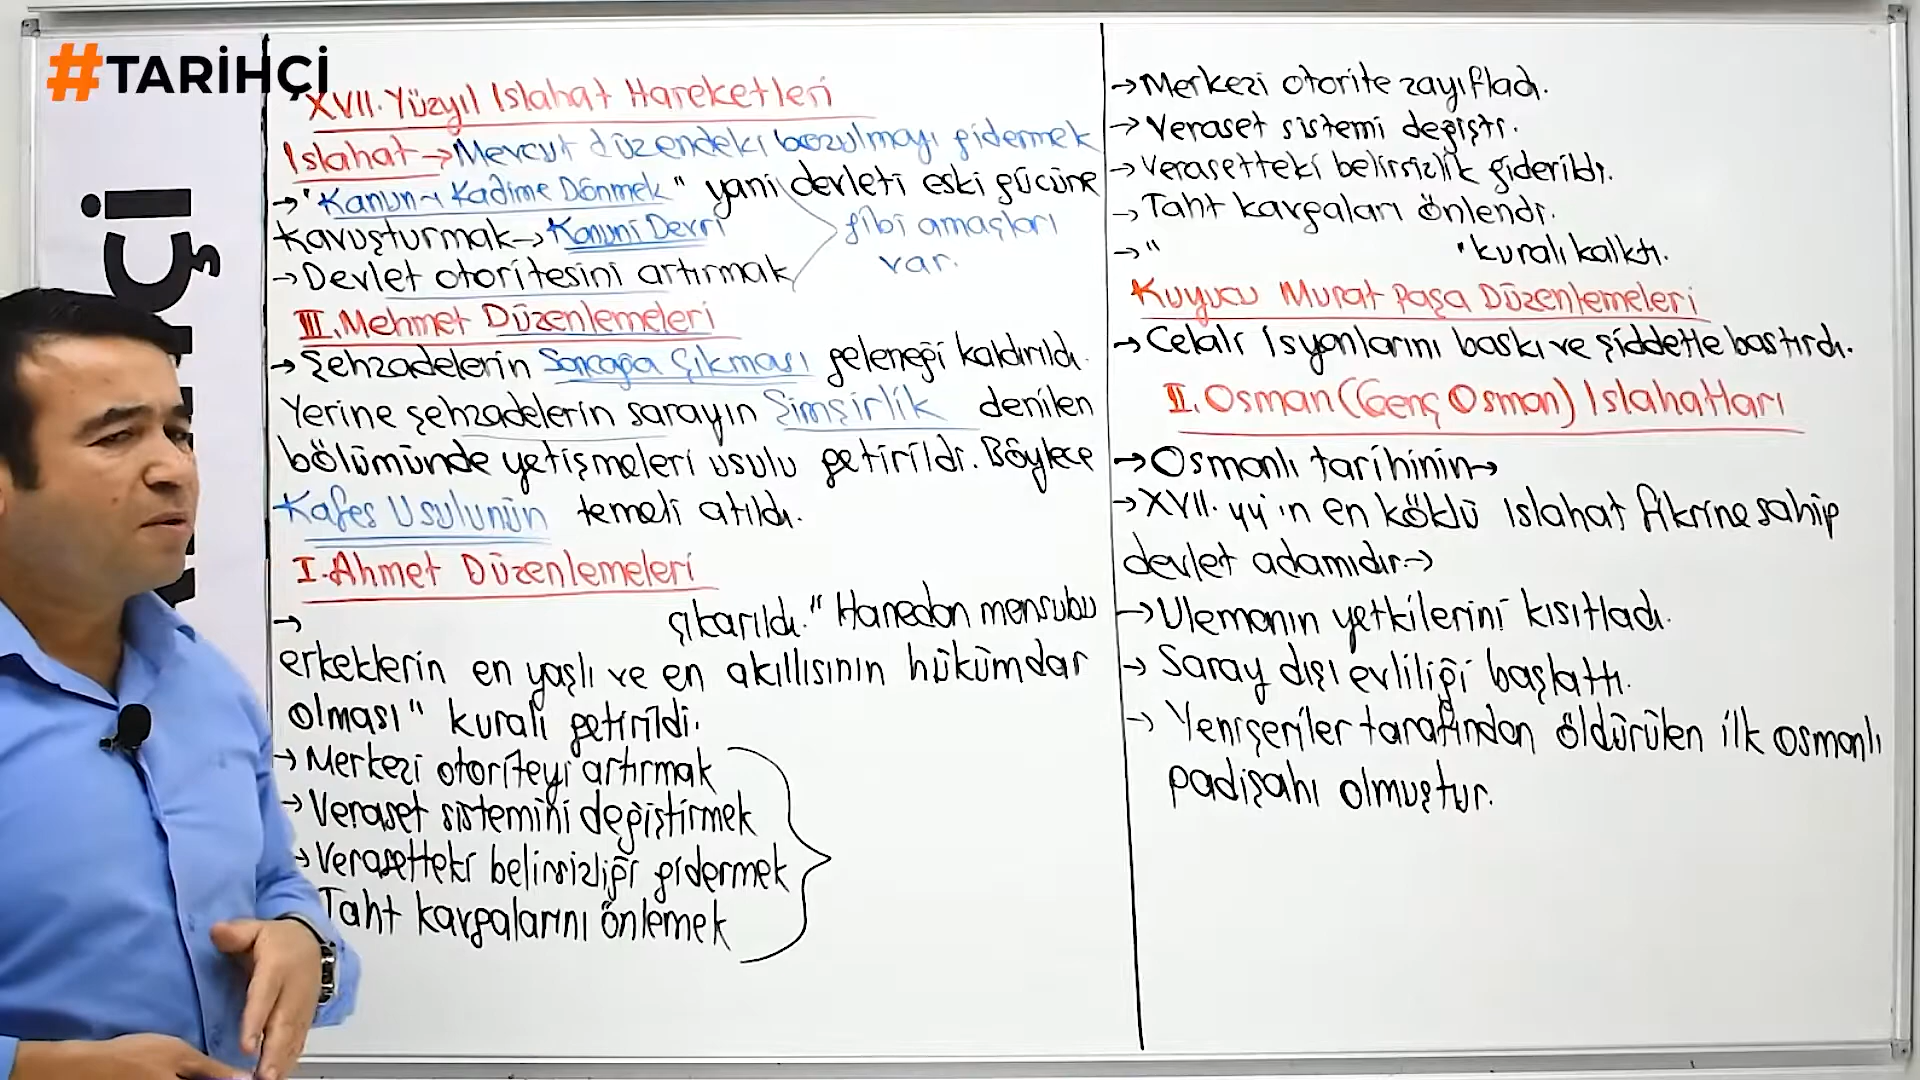 #TARİHÇİ
XVII. Yüzyıl Islahat Hareketleri
Islahat → Mevcut düzendeki bozulmayı gidermek
→ "Kanun-ı Kadime Dönmek" yani devleti eski gücüne
kavuşturmak → Kanuni Devri
gibi amaçları
var.
→ Devlet otoritesini artırmak
III. Mehmet Düzenlemeleri
→ Şehzadelerin Sancağa Çıkması geleneği kaldırıldı.
Yerine şehzadelerin sarayın Şimşirlik denilen
bölümünde yetişmeleri usulu getirildi. Böylece
Kafes Usulunün temeli atıldı.
I. Ahmet Düzenlemeleri
→ çıkarıldı. "Hanedan mensubu
erkeklerin en yaşlı ve en akıllısının hükümdar
olması" kuralı getirildi.
→ Merkezi otoriteyi artırmak
→ Veraset sistemini değiştirmek
→ Verasetteki belirsizliği gidermek
Taht kavgalarını önlemek
→ Merkezi otorite zayıfladı.
→ Veraset sistemi değişti.
→ Verasetteki belirsizlik giderildi.
→ Taht kavgaları önlendi.
→ " " kuralı kalktı.
Kuyucu Murat Paşa Düzenlemeleri
→ Celali İsyanlarını baskı ve şiddetle bastırdı.
II. Osman (Genç Osman) Islahatları
→ Osmanlı tarihinin →
→ XVII. yy'ın en köklü ıslahat fikrine sahip
devlet adamıdır →
→ Ulemanın yetkilerini kısıtladı.
→ Saray dışı evliliği başlattı.
→ Yeniçeriler tarafından öldürülen ilk osmanlı
padişahı olmuştur.